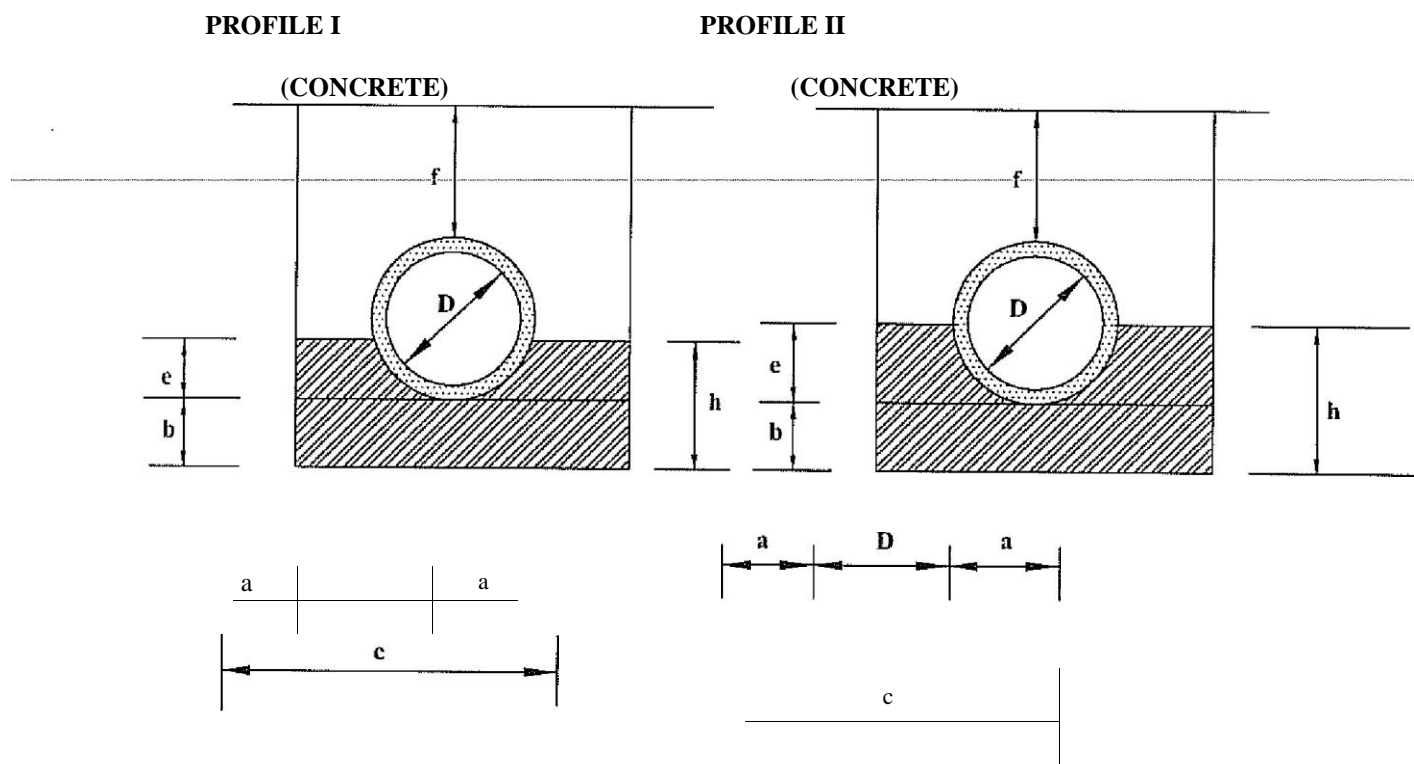 PROFILE I PROFILE II
(CONCRETE) (CONCRETE)
f f
D D
e e
h h
b b
a D a
a a
c
c